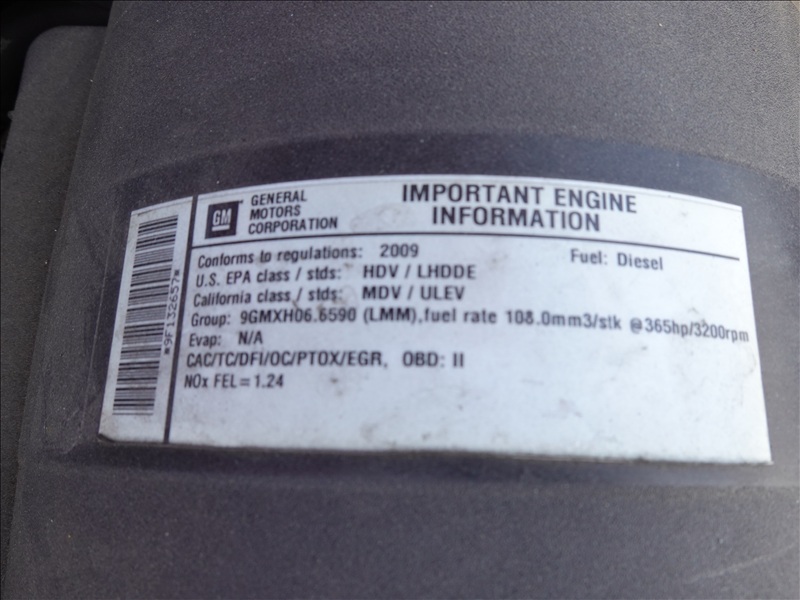 GM
GENERAL
MOTORS
CORPORATION
IMPORTANT ENGINE
INFORMATION
Conforms to regulations: 2009
Fuel: Diesel
U.S. EPA class / stds: HDV / LHDDE
California class / stds: MDV / ULEV
Group: 9GMXH06.6590 (LMM),fuel rate 108.0mm3/stk @365hp/3200rpm
Evap: N/A
CAC/TC/DFI/OC/PTOX/EGR, OBD: II
NOx FEL=1.24
*9F132657*